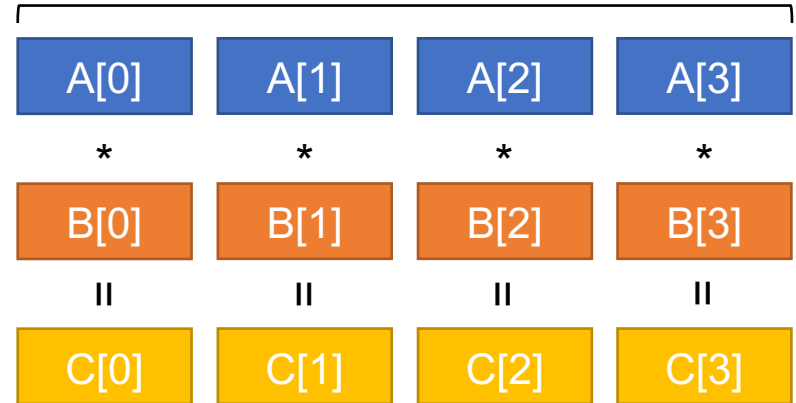 A[0] A[1] A[2] A[3]
* * * *
B[0] B[1] B[2] B[3]
= = = =
C[0] C[1] C[2] C[3]